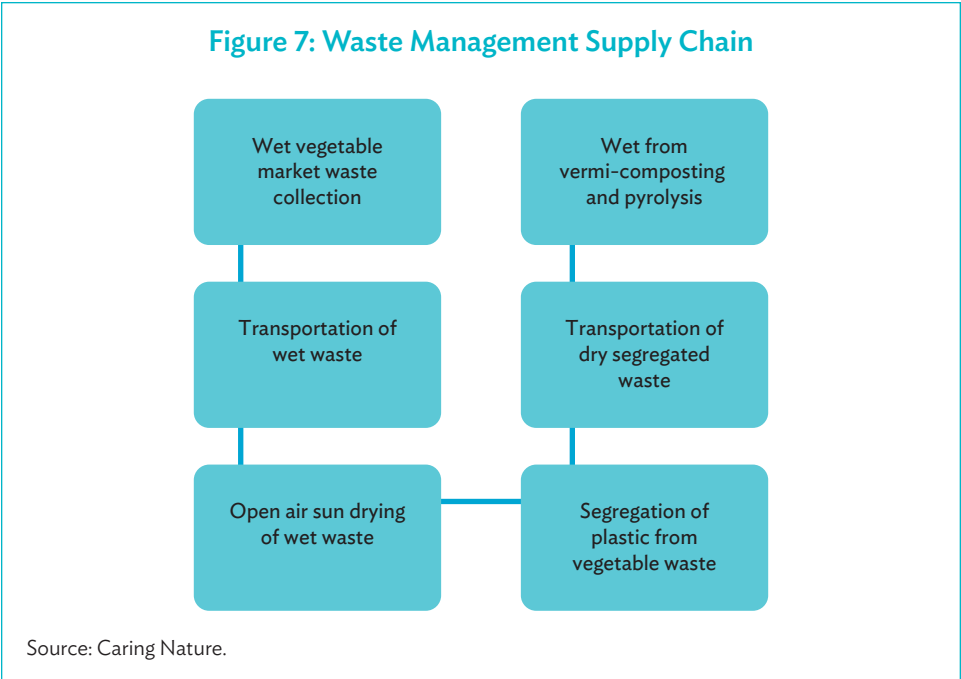 Figure 7: Waste Management Supply Chain
Wet vegetable
market waste
collection
Wet from
vermi-composting
and pyrolysis
Transportation of
wet waste
Transportation of
dry segregated
waste
Open air sun drying
of wet waste
Segregation of
plastic from
vegetable waste
Source: Caring Nature.